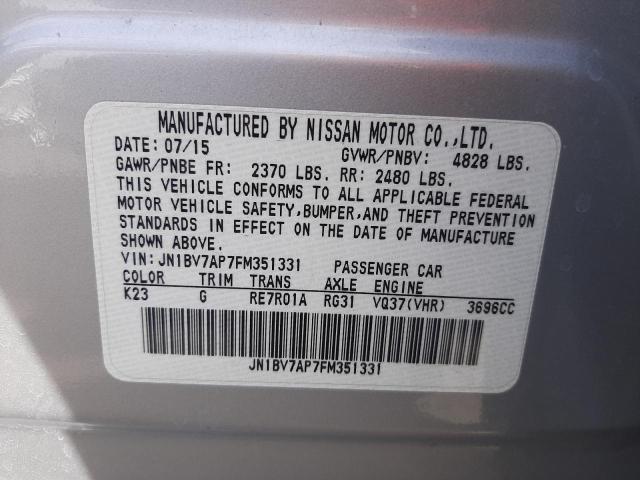 MANUFACTURED BY NISSAN MOTOR CO.,LTD.
DATE: 07/15 GVWR/PNBV: 4828 LBS.
GAWR/PNBE FR: 2370 LBS. RR: 2480 LBS.
THIS VEHICLE CONFORMS TO ALL APPLICABLE FEDERAL
MOTOR VEHICLE SAFETY,BUMPER,AND THEFT PREVENTION
STANDARDS IN EFFECT ON THE DATE OF MANUFACTURE
SHOWN ABOVE.
VIN:JN1BV7AP7FM351331 PASSENGER CAR
COLOR TRIM TRANS AXLE ENGINE
K23 G RE7R01A RG31 VQ37(VHR) 3696CC
JN1BV7AP7FM351331